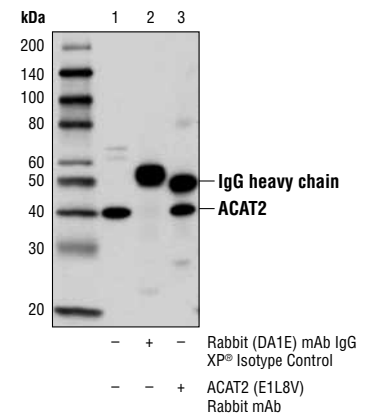 kDa 1 2 3
200
140
100
80
60
50
40
30
20
IgG heavy chain
ACAT2
– + – Rabbit (DA1E) mAb IgG
XP® Isotype Control
– – + ACAT2 (E1L8V)
Rabbit mAb